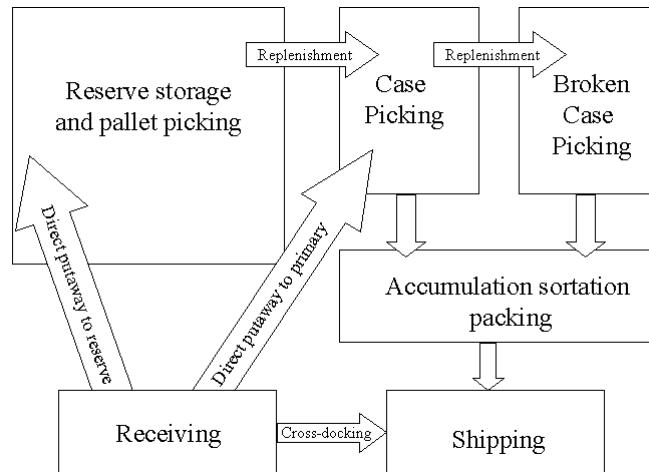 Replenishment
Replenishment
Reserve storage
and pallet picking
Case
Picking
Broken
Case
Picking
Direct putaway to reserve
Direct putaway to primary
Accumulation sortation
packing
Receiving
Cross-docking
Shipping